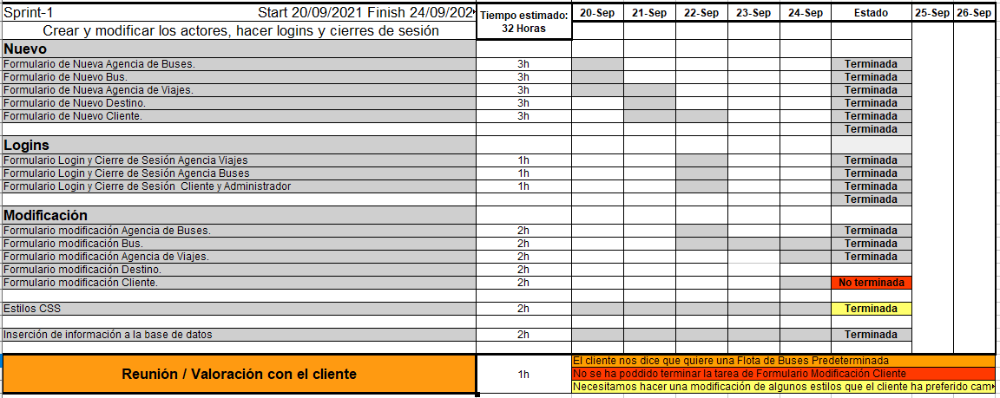 Sprint-1 Start 20/09/2021 Finish 24/09/202 Tiempo estimado: 20-Sep 21-Sep 22-Sep 23-Sep 24-Sep Estado 25-Sep 26-Sep
Crear y modificar los actores, hacer logins y cierres de sesión 32 Horas
Nuevo
Formulario de Nueva Agencia de Buses. 3h Terminada
Formulario de Nuevo Bus. 3h Terminada
Formulario de Nueva Agencia de Viajes. 3h Terminada
Formulario de Nuevo Destino. 3h Terminada
Formulario de Nuevo Cliente. 3h Terminada
Terminada
Logins
Formulario Login y Cierre de Sesión Agencia Viajes 1h Terminada
Formulario Login y Cierre de Sesión Agencia Buses 1h Terminada
Formulario Login y Cierre de Sesión Cliente y Administrador 1h Terminada
Terminada
Modificación
Formulario modificación Agencia de Buses. 2h Terminada
Formulario modificación Bus. 2h Terminada
Formulario modificación Agencia de Viajes. 2h Terminada
Formulario modificación Destino. 2h
Formulario modificación Cliente. 2h No terminada
Estilos CSS 2h Terminada
Inserción de información a la base de datos 2h Terminada
Reunión / Valoración con el cliente 1h
El cliente nos dice que quiere una Flota de Buses Predeterminada
No se ha poddido terminar la tarea de Formulario Modificación Cliente
Necesitamos hacer una modificación de algunos estilos que el cliente ha preferido cam